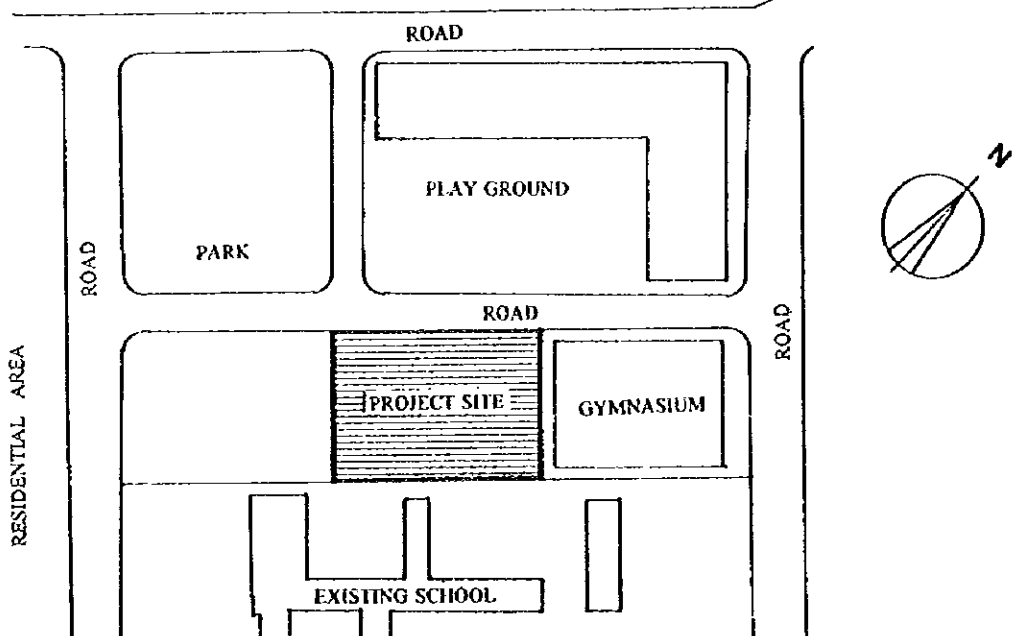 ROAD
N
PLAY GROUND
PARK
ROAD
ROAD
ROAD
RESIDENTIAL AREA
PROJECT SITE
GYMNASIUM
EXISTING SCHOOL